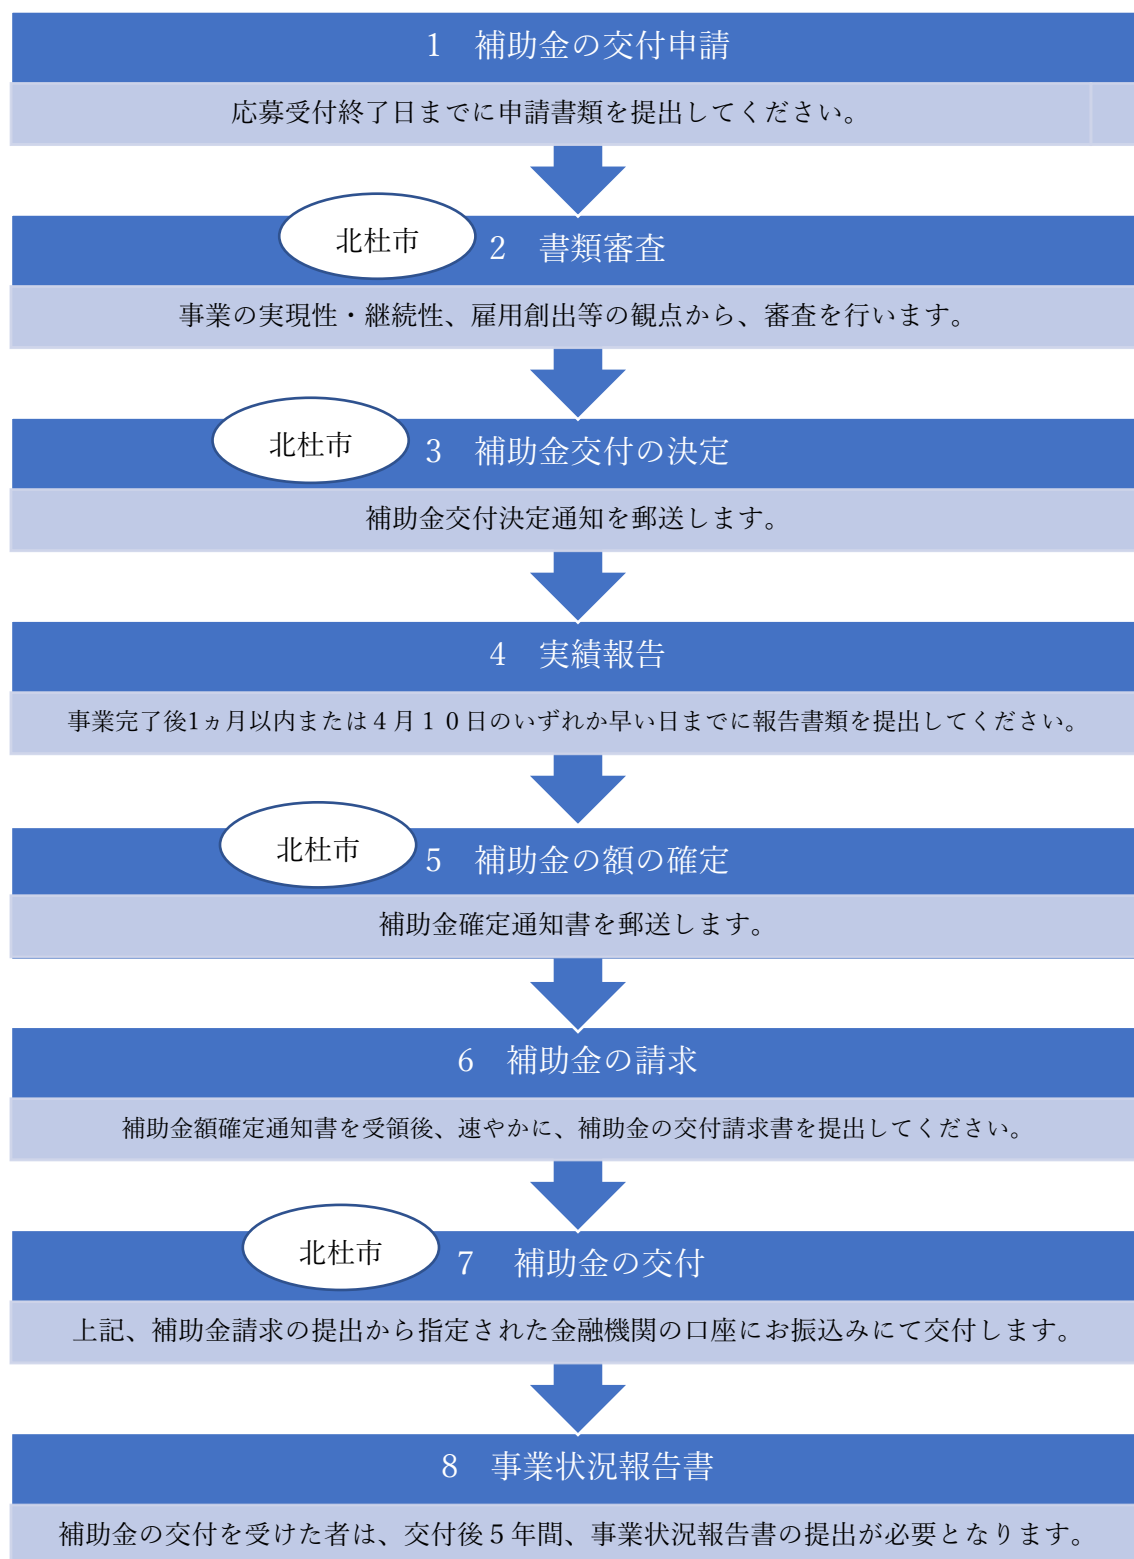 1　補助金の交付申請
応募受付終了日までに申請書類を提出してください。
北杜市
2　書類審査
事業の実現性・継続性、雇用創出等の観点から、審査を行います。
北杜市
3　補助金交付の決定
補助金交付決定通知を郵送します。
4　実績報告
事業完了後1ヵ月以内または４月１０日のいずれか早い日までに報告書類を提出してください。
北杜市
5　補助金の額の確定
補助金確定通知書を郵送します。
6　補助金の請求
補助金額確定通知書を受領後、速やかに、補助金の交付請求書を提出してください。
北杜市
7　補助金の交付
上記、補助金請求の提出から指定された金融機関の口座にお振込みにて交付します。
8　事業状況報告書
補助金の交付を受けた者は、交付後５年間、事業状況報告書の提出が必要となります。